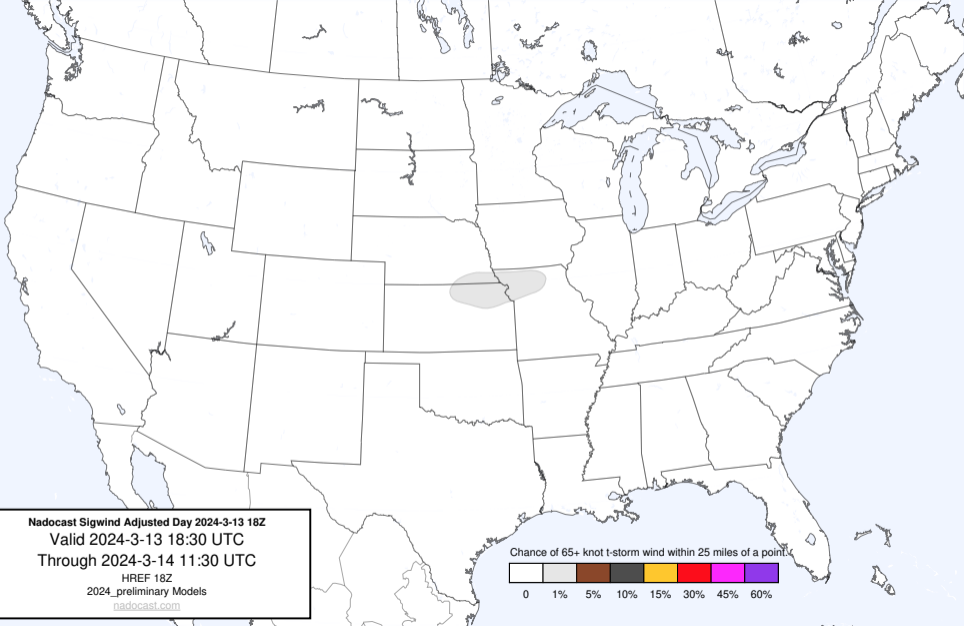 Nadocast Sigwind Adjusted Day 2024-3-13 18Z
Valid 2024-3-13 18:30 UTC
Through 2024-3-14 11:30 UTC
HREF 18Z
2024_preliminary Models
nadocast.com
Chance of 65+ knot t-storm wind within 25 miles of a point.
0 1% 5% 10% 15% 30% 45% 60%